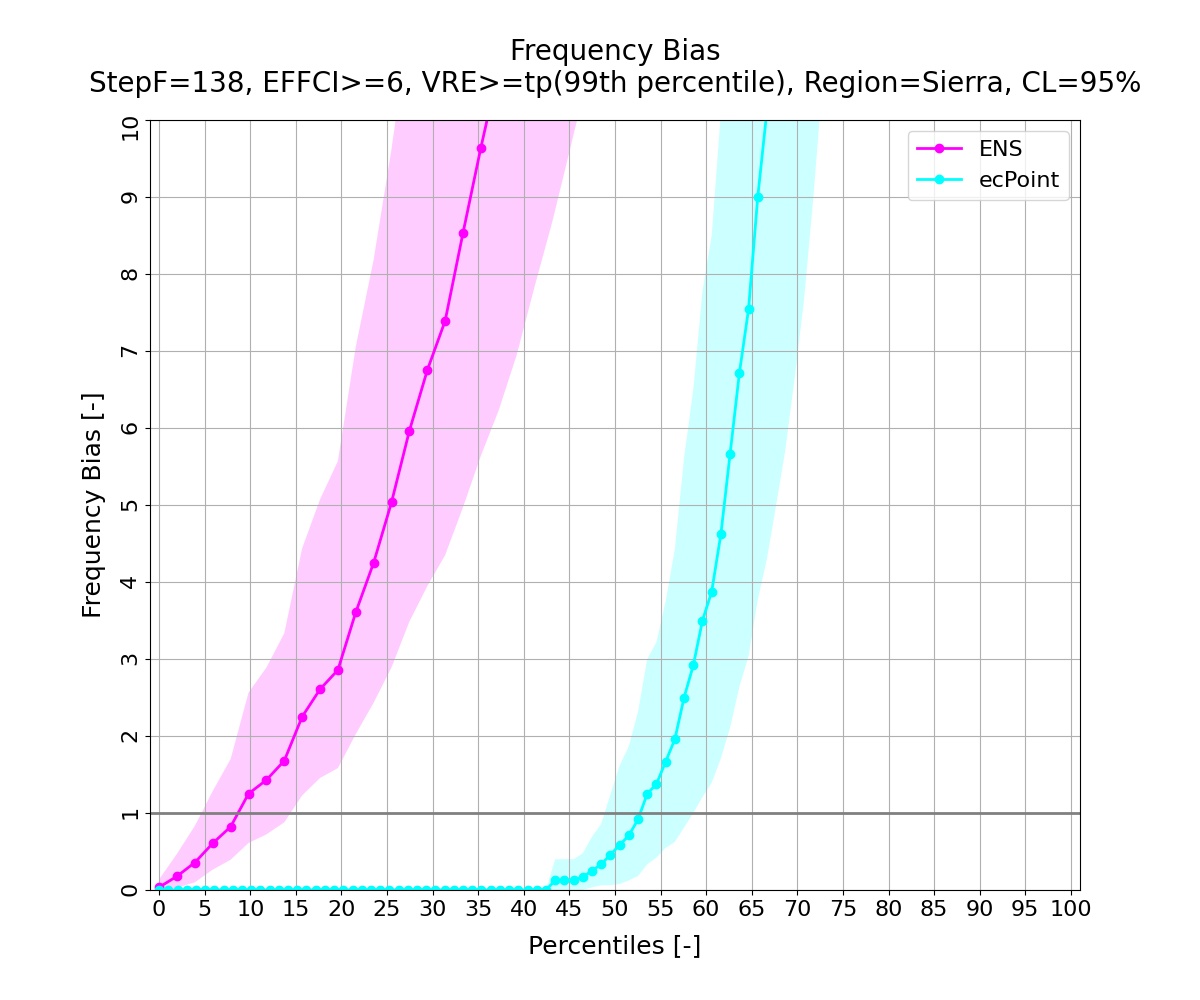 Frequency Bias
StepF=138, EFFCI>=6, VRE>=tp(99th percentile), Region=Sierra, CL=95%
10
9
8
7
6
5
4
3
2
1
0
Frequency Bias [-]
ENS
ecPoint
0 5 10 15 20 25 30 35 40 45 50 55 60 65 70 75 80 85 90 95 100
Percentiles [-]